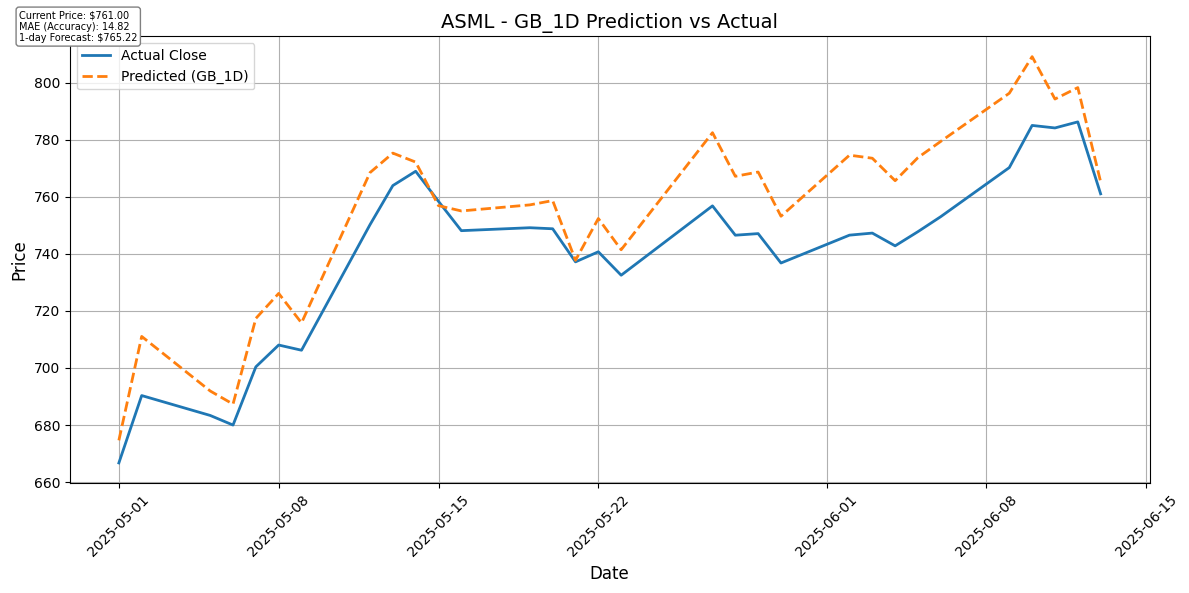 Current Price: $761.00
MAE (Accuracy): 14.82
1-day Forecast: $765.22
ASML - GB_1D Prediction vs Actual
Actual Close
Predicted (GB_1D)
Price
800
780
760
740
720
700
680
660
2025-05-01
2025-05-08
2025-05-15
2025-05-22
2025-06-01
2025-06-08
2025-06-15
Date